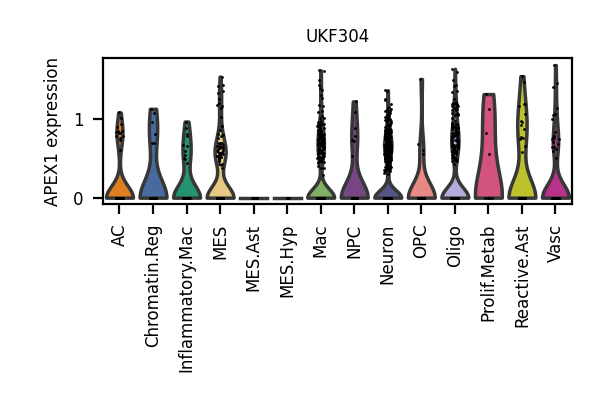 UKF304
APEX1 expression
1
0
AC
Chromatin.Reg
Inflammatory.Mac
MES
MES.Ast
MES.Hyp
Mac
NPC
Neuron
OPC
Oligo
Prolif.Metab
Reactive.Ast
Vasc